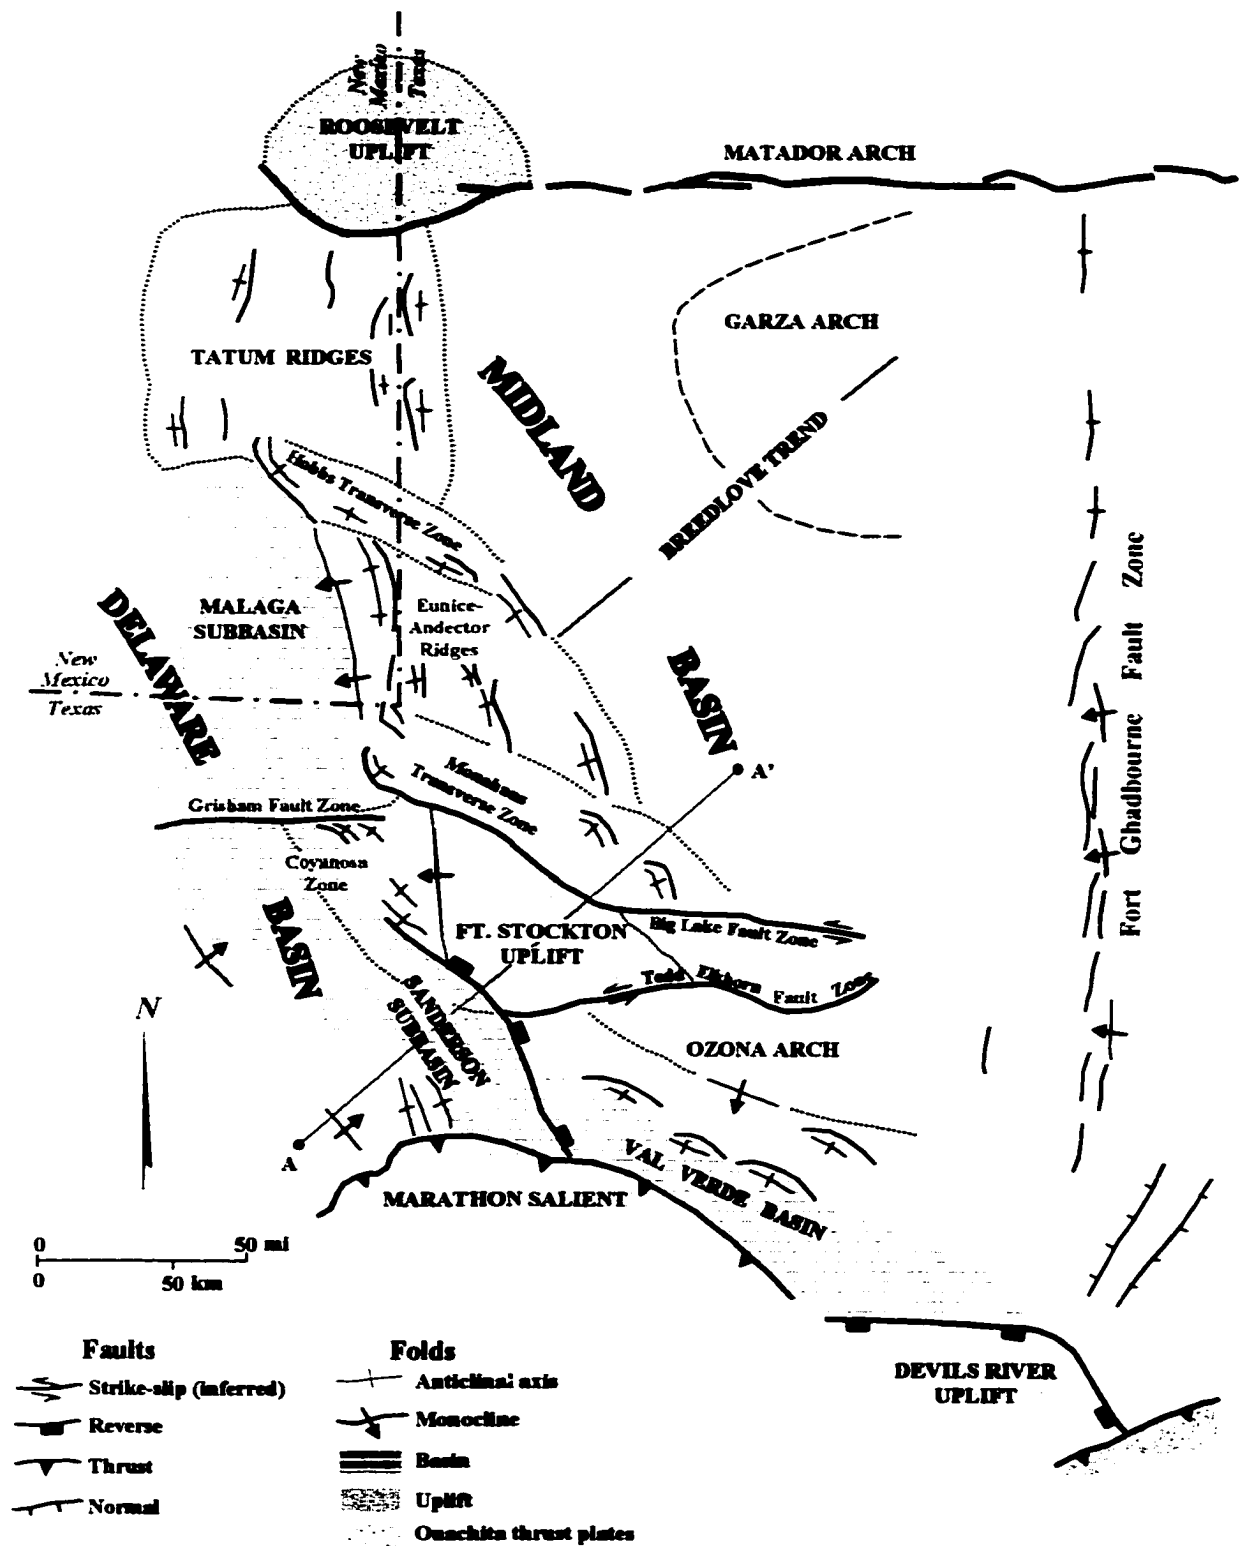 New
Mexico
Texas
ROOSEVELT
UPLIFT
MATADOR ARCH
GARZA ARCH
TATUM RIDGES
MIDLAND
BREEDLOVE TREND
Hobbs Transverse Zone
Eunice-
Andector
Ridges
MALAGA
SUBBASIN
DELAWARE
New
Mexico
Texas
BASIN
A'
Monahans
Transverse Zone
Grisham Fault Zone
Coyanosa
Zone
BASIN
FT. STOCKTON
UPLIFT
Big Lake Fault Zone
Todd Elkhorn Fault Zone
SANDERSON
SUBBASIN
OZONA ARCH
Fort Ghadbourne Fault Zone
N
A
MARATHON SALIENT
VAL VERDE BASIN
0 50 mi
0 50 km
DEVILS RIVER
UPLIFT
Faults
Strike-slip (inferred)
Reverse
Thrust
Normal
Folds
Anticlinal axis
Monocline
Basin
Uplift
Ouachita thrust plates